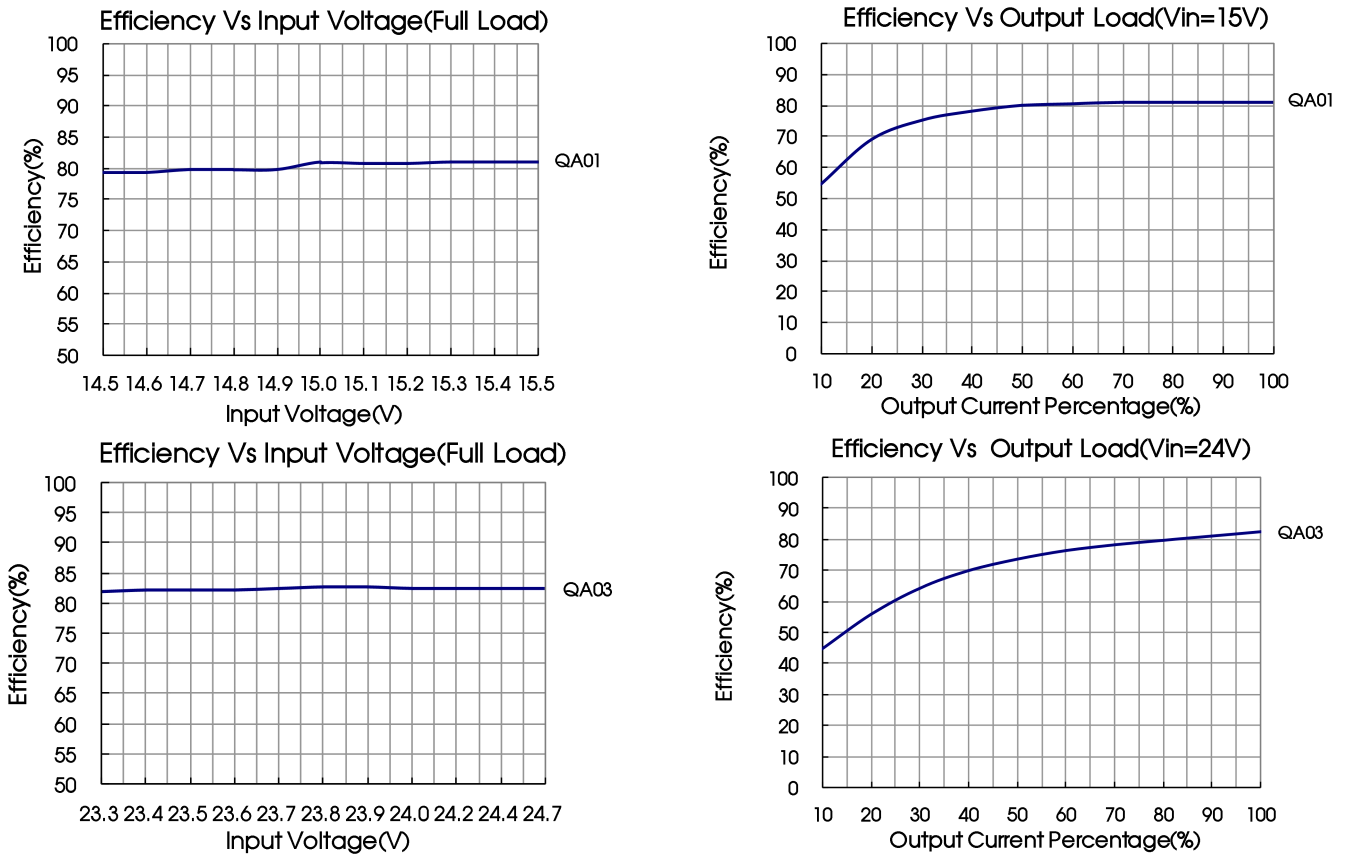 Efficiency Vs Input Voltage(Full Load)
100
95
90
85
80
75
70
65
60
55
50
Efficiency(%)
QA01
14.5 14.6 14.7 14.8 14.9 15.0 15.1 15.2 15.3 15.4 15.5
Input Voltage(V)
Efficiency Vs Output Load(Vin=15V)
100
90
80
70
60
50
40
30
20
10
0
Efficiency(%)
QA01
10 20 30 40 50 60 70 80 90 100
Output Current Percentage(%)
Efficiency Vs Input Voltage(Full Load)
100
95
90
85
80
75
70
65
60
55
50
Efficiency(%)
QA03
23.3 23.4 23.5 23.6 23.7 23.8 23.9 24.0 24.2 24.4 24.7
Input Voltage(V)
Efficiency Vs Output Load(Vin=24V)
100
90
80
70
60
50
40
30
20
10
0
Efficiency(%)
QA03
10 20 30 40 50 60 70 80 90 100
Output Current Percentage(%)